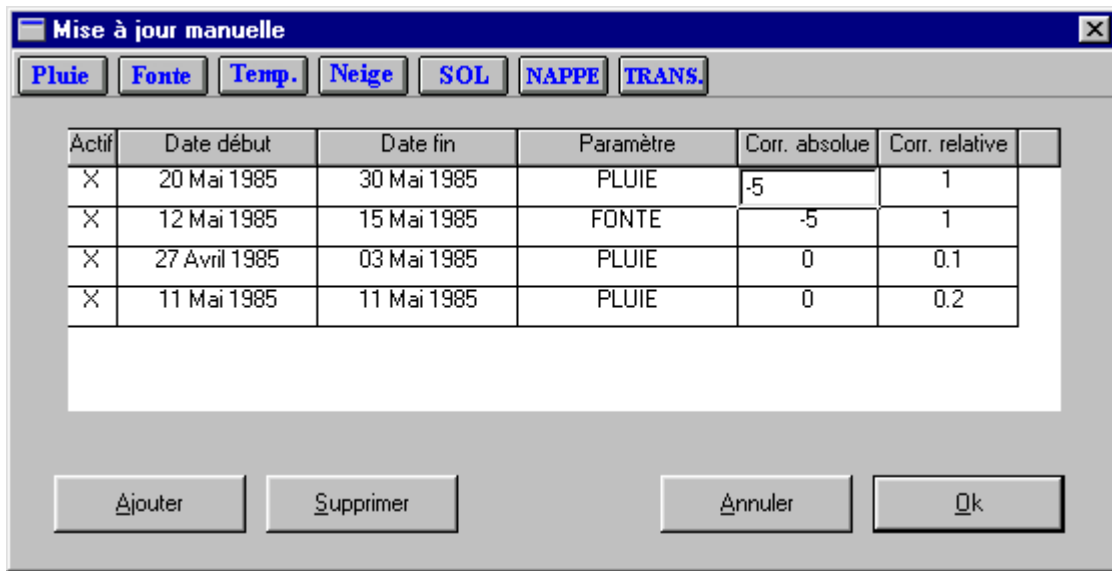 Mise à jour manuelle
Pluie Fonte Temp. Neige SOL NAPPE TRANS.
Actif Date début Date fin Paramètre Corr. absolue Corr. relative
X 20 Mai 1985 30 Mai 1985 PLUIE -5 1
X 12 Mai 1985 15 Mai 1985 FONTE -5 1
X 27 Avril 1985 03 Mai 1985 PLUIE 0 0.1
X 11 Mai 1985 11 Mai 1985 PLUIE 0 0.2
Ajouter Supprimer Annuler Ok